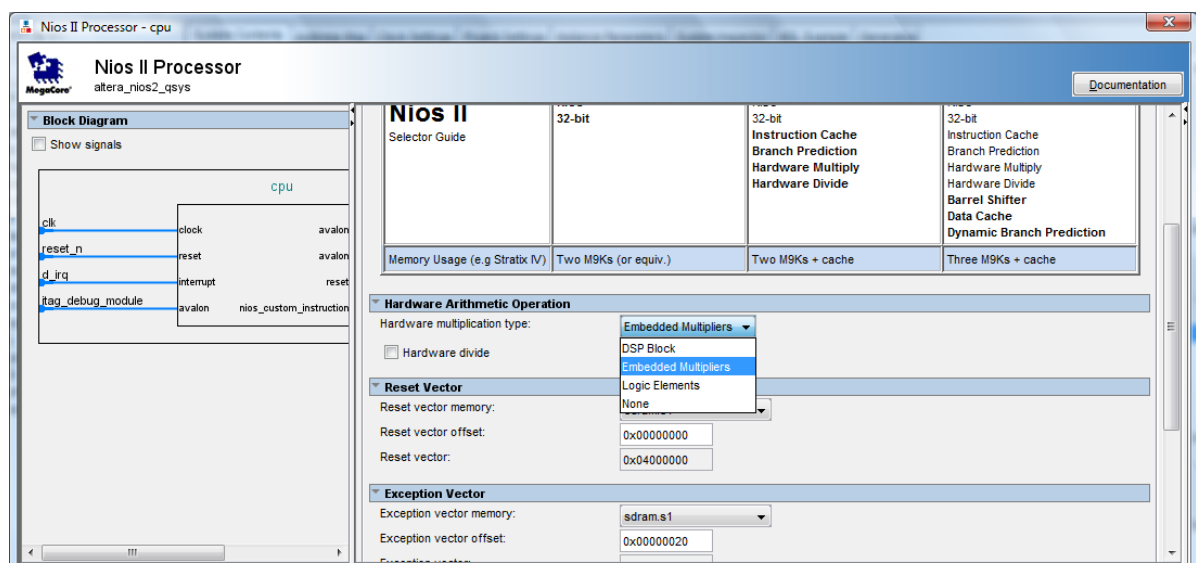 Nios II Processor - cpu
Nios II Processor
altera_nios2_qsys
MegaCore®
Documentation
Block Diagram
Show signals
cpu
clk
clock
avalon
reset_n
reset
avalon
d_irq
interrupt
reset
jtag_debug_module
avalon
nios_custom_instruction
Nios II
Selector Guide
32-bit
32-bit
Instruction Cache
Branch Prediction
Hardware Multiply
Hardware Divide
32-bit
Instruction Cache
Branch Prediction
Hardware Multiply
Hardware Divide
Barrel Shifter
Data Cache
Dynamic Branch Prediction
Memory Usage (e.g Stratix IV)
Two M9Ks (or equiv.)
Two M9Ks + cache
Three M9Ks + cache
Hardware Arithmetic Operation
Hardware multiplication type:
Embedded Multipliers
DSP Block
Embedded Multipliers
Logic Elements
None
Hardware divide
Reset Vector
Reset vector memory:
Reset vector offset:
0x00000000
Reset vector:
0x04000000
Exception Vector
Exception vector memory:
sdram.s1
Exception vector offset:
0x00000020